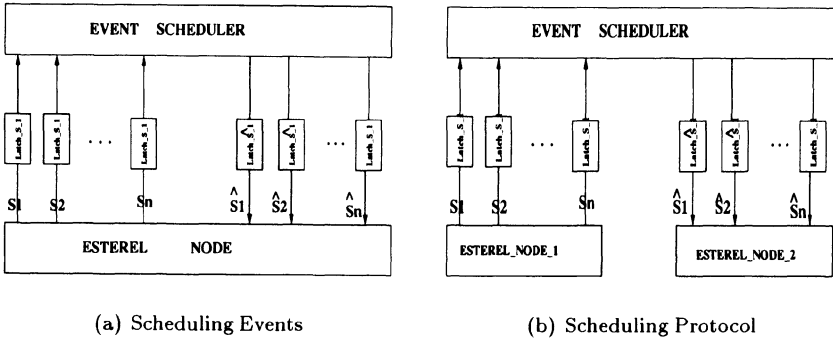 EVENT SCHEDULER
Latch_S_1 Latch_S_1 ... Latch_S_1 Latch_Ŝ_1 Latch_Ŝ_1 ... Latch_S_1
S1 S2 Sn Ŝ1 Ŝ2 Ŝn
ESTEREL NODE
(a) Scheduling Events
EVENT SCHEDULER
Latch_S_ Latch_S_ ... Latch_S_ Latch_Ŝ_ Latch_Ŝ_ ... Latch_S_
S1 S2 Sn Ŝ1 Ŝ2 Ŝn
ESTEREL_NODE_1 ESTEREL_NODE_2
(b) Scheduling Protocol